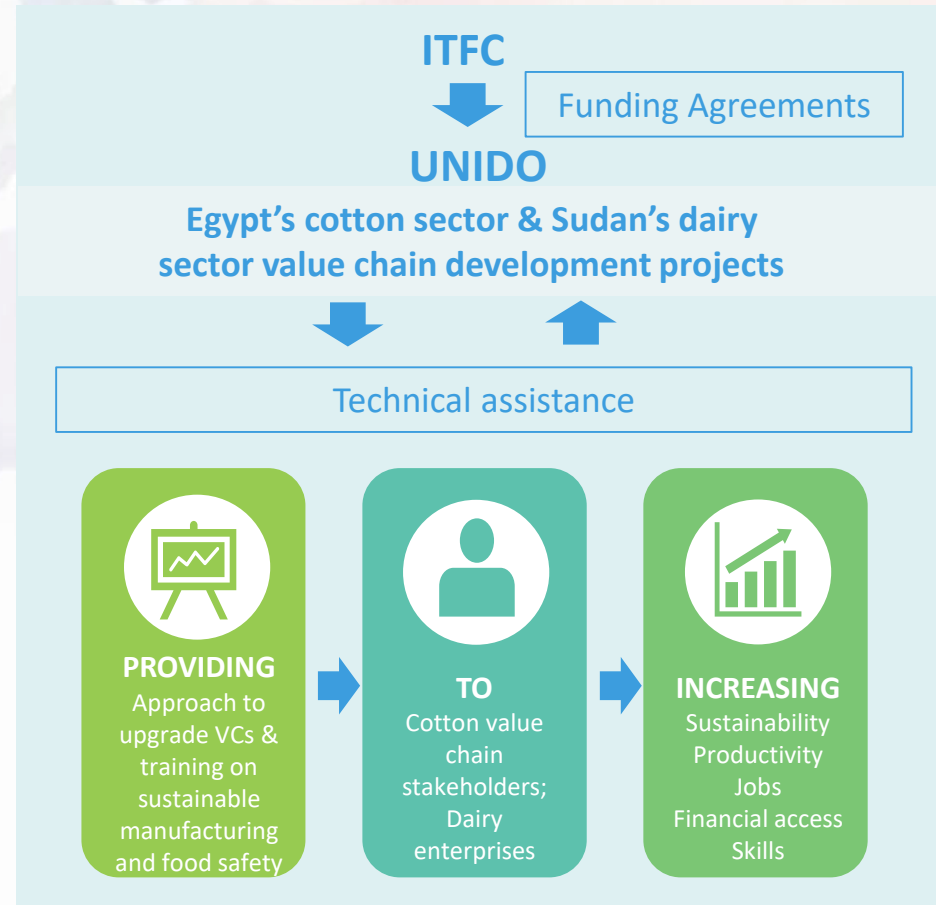 ITFC
Funding Agreements
UNIDO
Egypt’s cotton sector & Sudan’s dairy
sector value chain development projects
Technical assistance
PROVIDING
Approach to
upgrade VCs &
training on
sustainable
manufacturing
and food safety
TO
Cotton value
chain
stakeholders;
Dairy
enterprises
INCREASING
Sustainability
Productivity
Jobs
Financial access
Skills